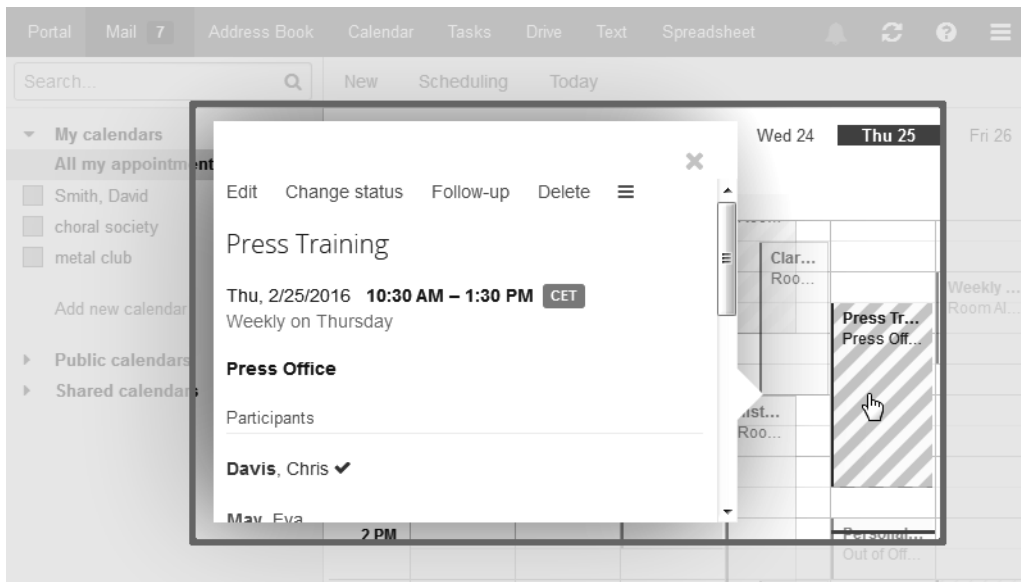 Portal Mail 7 Address Book Calendar Tasks Drive Text Spreadsheet
Search... New Scheduling Today
My calendars
All my appointment
Smith, David
choral society
metal club
Add new calendar
Public calendars
Shared calendars
Edit Change status Follow-up Delete
Press Training
Thu, 2/25/2016 10:30 AM – 1:30 PM CET
Weekly on Thursday
Press Office
Participants
Davis, Chris
May, Eva
2 PM
Wed 24 Thu 25 Fri 26
Clar...
Roo...
Press Tr...
Press Off...
Weekly ...
Room Al...
Roo...
Personal...
Out of Off...